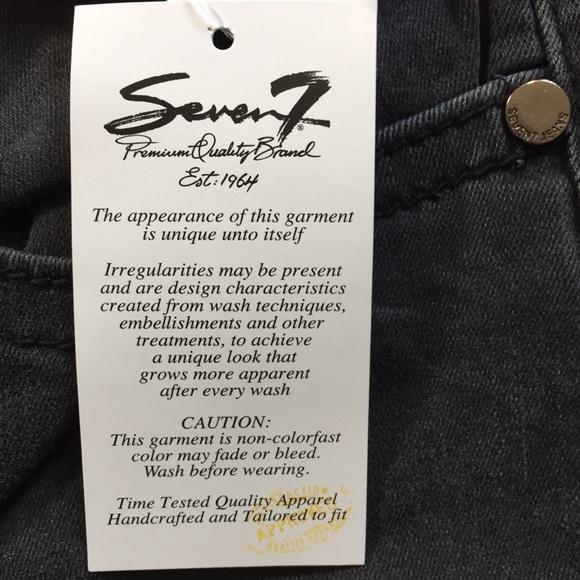 Seven7®
Premium Quality Brand
Est: 1964
The appearance of this garment
is unique unto itself
Irregularities may be present
and are design characteristics
created from wash techniques,
embellishments and other
treatments, to achieve
a unique look that
grows more apparent
after every wash
CAUTION:
This garment is non-colorfast
color may fade or bleed.
Wash before wearing.
Time Tested Quality Apparel
Handcrafted and Tailored to fit
APPROVED
QUALITY
SEVEN7 JEANS